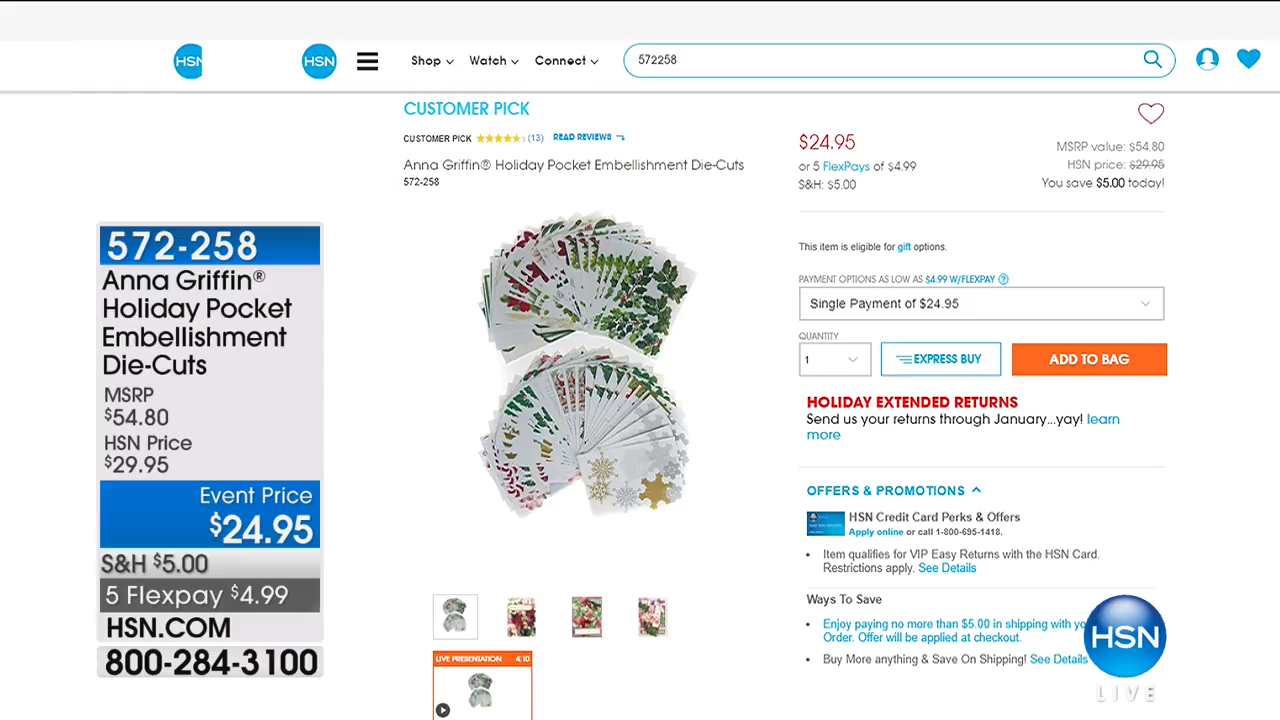 HSN
HSN
Shop
Watch
Connect
572258
CUSTOMER PICK
CUSTOMER PICK (13) READ REVIEWS
Anna Griffin® Holiday Pocket Embellishment Die-Cuts
572-258
$24.95
or 5 FlexPays of $4.99
S&H: $5.00
MSRP value: $54.80
HSN price: $29.95
You save $5.00 today!
This item is eligible for gift options.
PAYMENT OPTIONS AS LOW AS $4.99 W/FLEXPAY ?
Single Payment of $24.95
QUANTITY
1
EXPRESS BUY
ADD TO BAG
HOLIDAY EXTENDED RETURNS
Send us your returns through January...yay! learn
more
OFFERS & PROMOTIONS
HSN Credit Card Perks & Offers
Apply online or call 1-800-695-1418.
• Item qualifies for VIP Easy Returns with the HSN Card.
Restrictions apply. See Details
Ways To Save
• Enjoy paying no more than $5.00 in shipping with yo
Order. Offer will be applied at checkout.
• Buy More anything & Save On Shipping! See Details
LIVE PRESENTATION 4:10
572-258
Anna Griffin®
Holiday Pocket
Embellishment
Die-Cuts
MSRP
$54.80
HSN Price
$29.95
Event Price
$24.95
S&H $5.00
5 Flexpay $4.99
HSN.COM
800-284-3100
HSN
LIVE